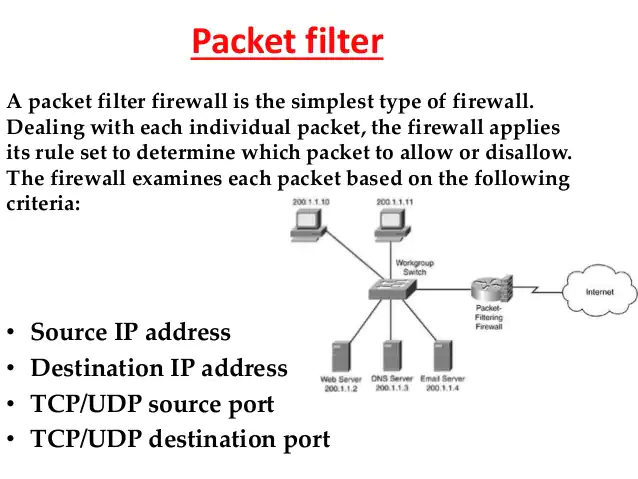 Packet filter
A packet filter firewall is the simplest type of firewall.
Dealing with each individual packet, the firewall applies
its rule set to determine which packet to allow or disallow.
The firewall examines each packet based on the following
criteria:
200.1.1.10
200.1.1.11
Workgroup
Switch
Internet
Packet-
Filtering
Firewall
Web Server
200.1.1.2
DNS Server
200.1.1.3
Email Server
200.1.1.4
• Source IP address
• Destination IP address
• TCP/UDP source port
• TCP/UDP destination port